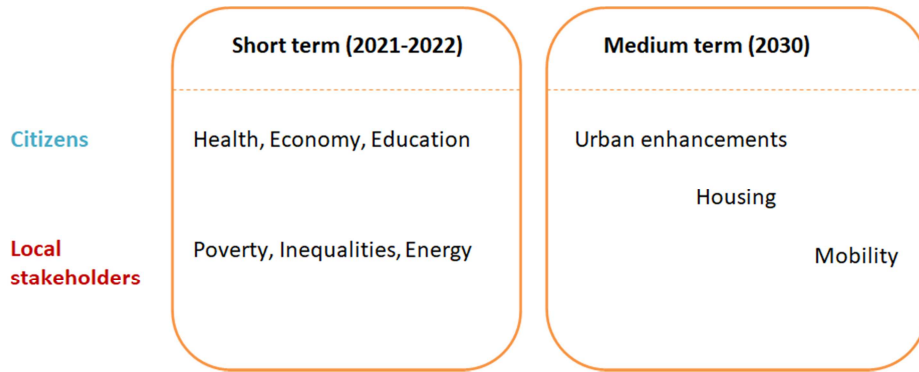 Short term (2021-2022)
Medium term (2030)
Citizens
Health, Economy, Education
Urban enhancements
Housing
Local
stakeholders
Poverty, Inequalities, Energy
Mobility